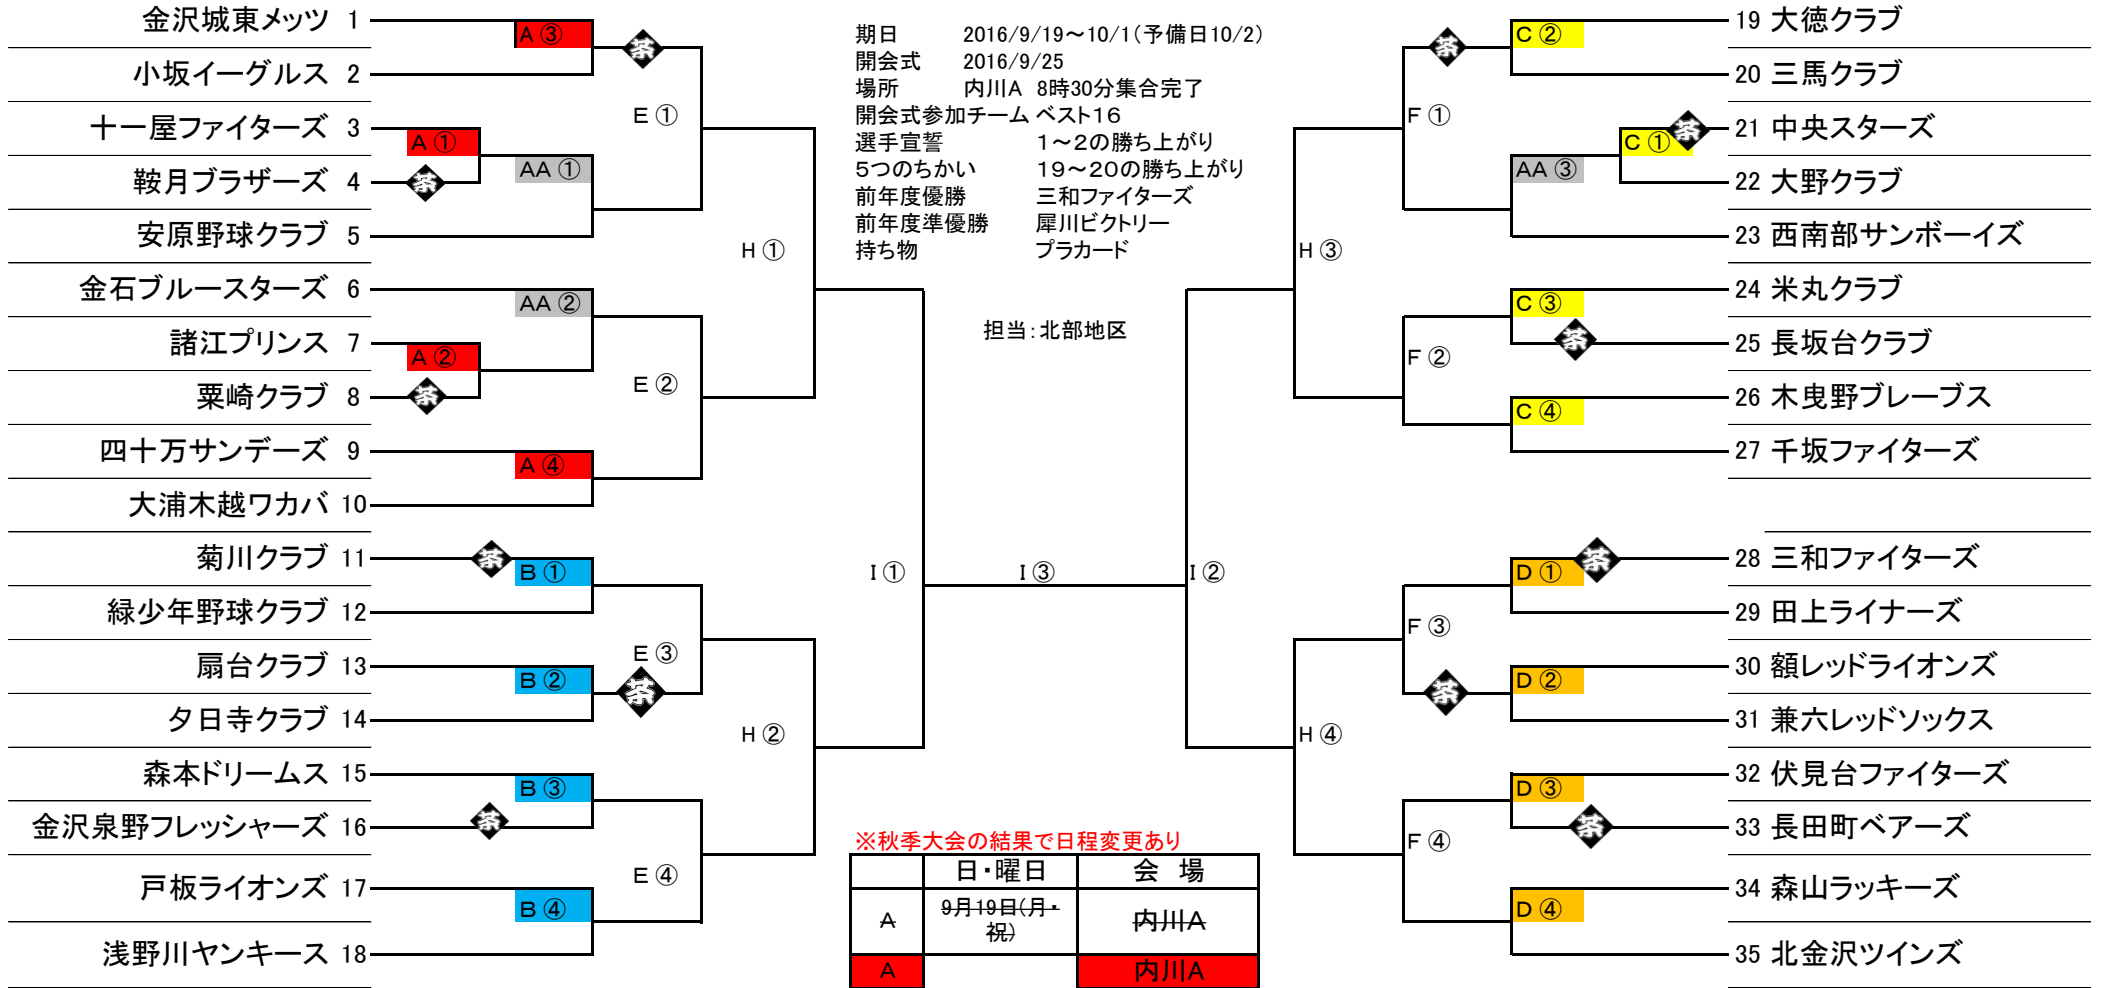 金沢城東メッツ 1
A ③
茶
小坂イーグルス 2
十一屋ファイターズ 3
A ①
E ①
鞍月ブラザーズ 4
茶
AA ①
安原野球クラブ 5
H ①
金石ブルースターズ 6
AA ②
諸江プリンス 7
A ②
粟崎クラブ 8
茶
E ②
四十万サンデーズ 9
A ④
大浦木越ワカバ 10
菊川クラブ 11
茶
B ①
緑少年野球クラブ 12
扇台クラブ 13
B ②
E ③
茶
夕日寺クラブ 14
H ②
森本ドリームス 15
B ③
金沢泉野フレッシャーズ 16
茶
戸板ライオンズ 17
B ④
E ④
浅野川ヤンキース 18
期日 2016/9/19～10/1(予備日10/2)
開会式 2016/9/25
場所 内川A 8時30分集合完了
開会式参加チーム ベスト16
選手宣誓 1～2の勝ち上がり
5つのちかい 19～20の勝ち上がり
前年度優勝 三和ファイターズ
前年度準優勝 犀川ビクトリー
持ち物 プラカード
担当:北部地区
I ①
I ③
I ②
※秋季大会の結果で日程変更あり
日・曜日 会 場
A 9月19日(月・祝) 内川A
A 内川A
茶
C ②
19 大徳クラブ
20 三馬クラブ
F ①
C ①
茶
21 中央スターズ
AA ③
22 大野クラブ
23 西南部サンボーイズ
H ③
C ③
24 米丸クラブ
茶
25 長坂台クラブ
F ②
C ④
26 木曳野ブレーブス
27 千坂ファイターズ
D ①
茶
28 三和ファイターズ
29 田上ライナーズ
F ③
茶
D ②
30 額レッドライオンズ
31 兼六レッドソックス
H ④
D ③
32 伏見台ファイターズ
茶
33 長田町ベアーズ
F ④
D ④
34 森山ラッキーズ
35 北金沢ツインズ